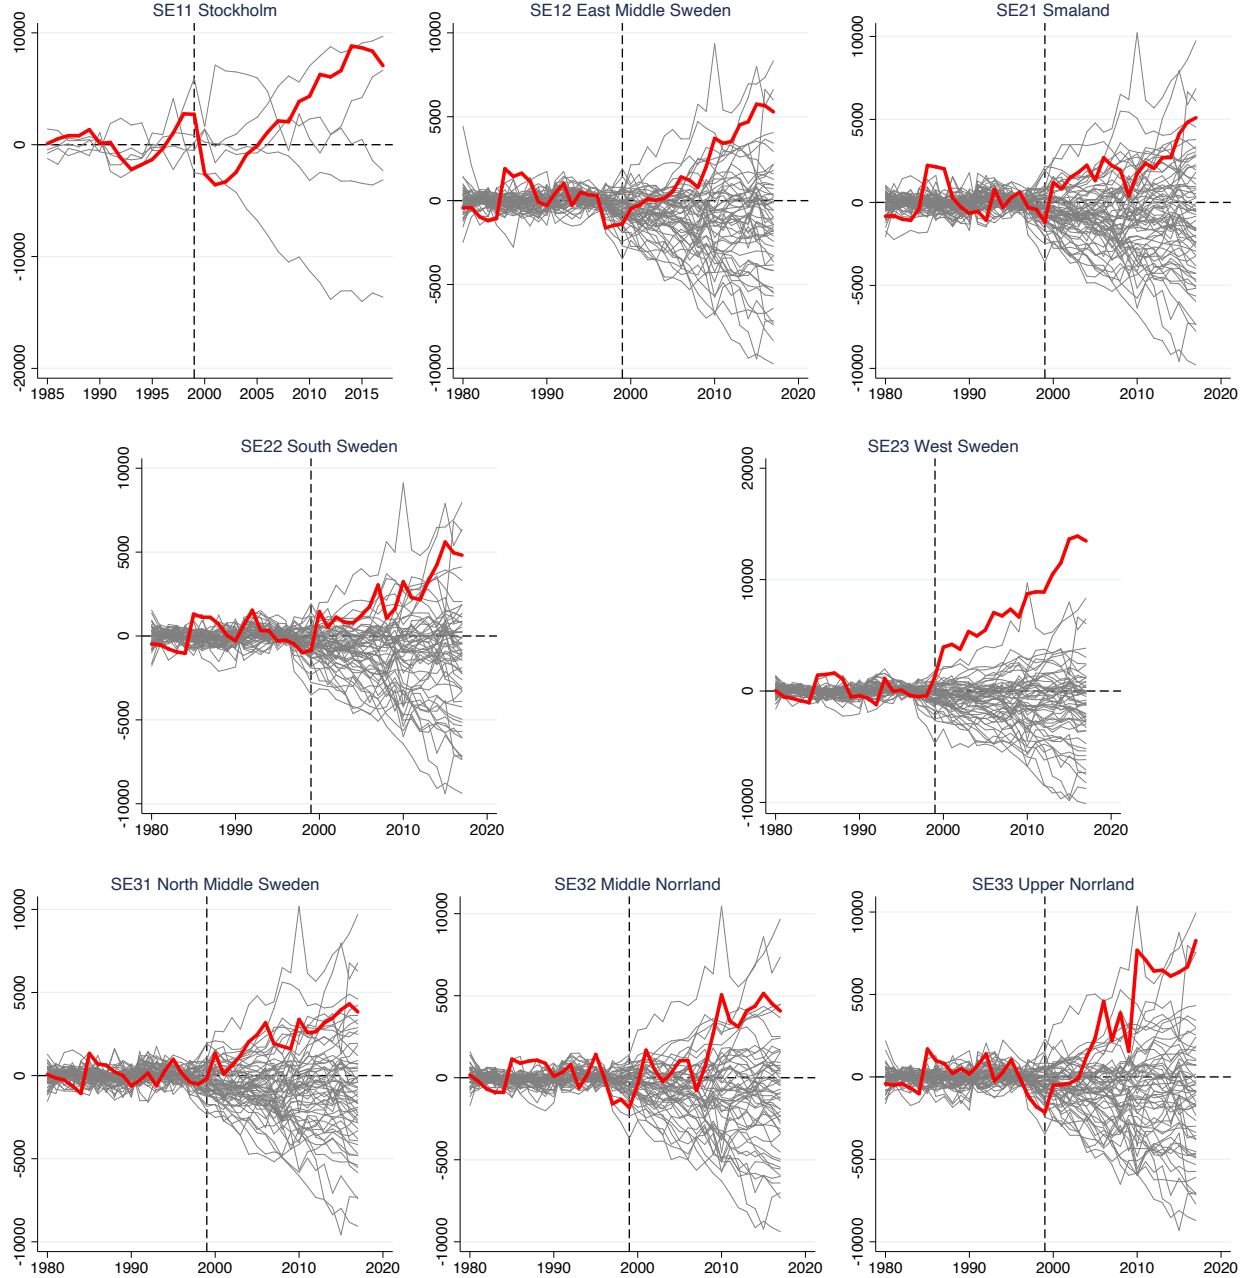 SE11 Stockholm
10000
0
-10000
-20000
1985 1990 1995 2000 2005 2010 2015
SE12 East Middle Sweden
10000
5000
0
-5000
-10000
1980 1990 2000 2010 2020
SE21 Smaland
10000
5000
0
-5000
-10000
1980 1990 2000 2010 2020
SE22 South Sweden
10000
5000
0
-5000
-10000
1980 1990 2000 2010 2020
SE23 West Sweden
20000
10000
0
-10000
1980 1990 2000 2010 2020
SE31 North Middle Sweden
10000
5000
0
-5000
-10000
1980 1990 2000 2010 2020
SE32 Middle Norrland
10000
5000
0
-5000
-10000
1980 1990 2000 2010 2020
SE33 Upper Norrland
10000
5000
0
-5000
-10000
1980 1990 2000 2010 2020